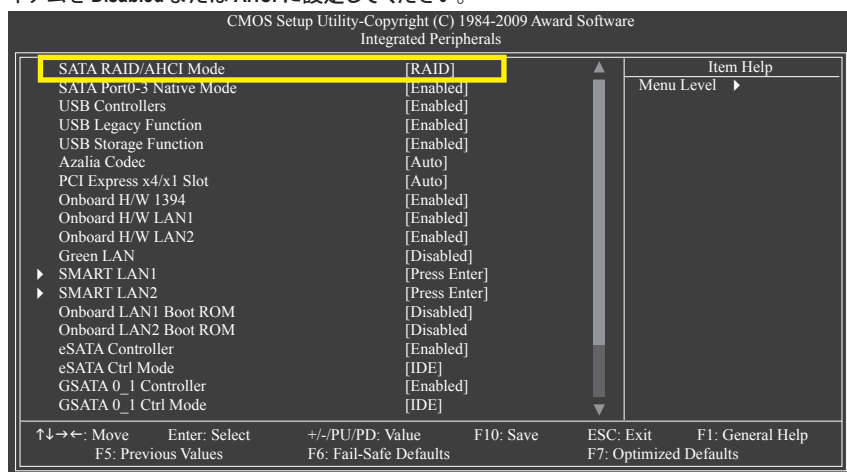 CMOS Setup Utility-Copyright (C) 1984-2009 Award Software
Integrated Peripherals
SATA RAID/AHCI Mode [RAID]
SATA Port0-3 Native Mode [Enabled]
USB Controllers [Enabled]
USB Legacy Function [Enabled]
USB Storage Function [Enabled]
Azalia Codec [Auto]
PCI Express x4/x1 Slot [Auto]
Onboard H/W 1394 [Enabled]
Onboard H/W LAN1 [Enabled]
Onboard H/W LAN2 [Enabled]
Green LAN [Disabled]
SMART LAN1 [Press Enter]
SMART LAN2 [Press Enter]
Onboard LAN1 Boot ROM [Disabled]
Onboard LAN2 Boot ROM [Disabled
eSATA Controller [Enabled]
eSATA Ctrl Mode [IDE]
GSATA 0_1 Controller [Enabled]
GSATA 0_1 Ctrl Mode [IDE]
Item Help
Menu Level
↑↓→←: Move Enter: Select +/-/PU/PD: Value F10: Save ESC: Exit F1: General Help
F5: Previous Values F6: Fail-Safe Defaults F7: Optimized Defaults